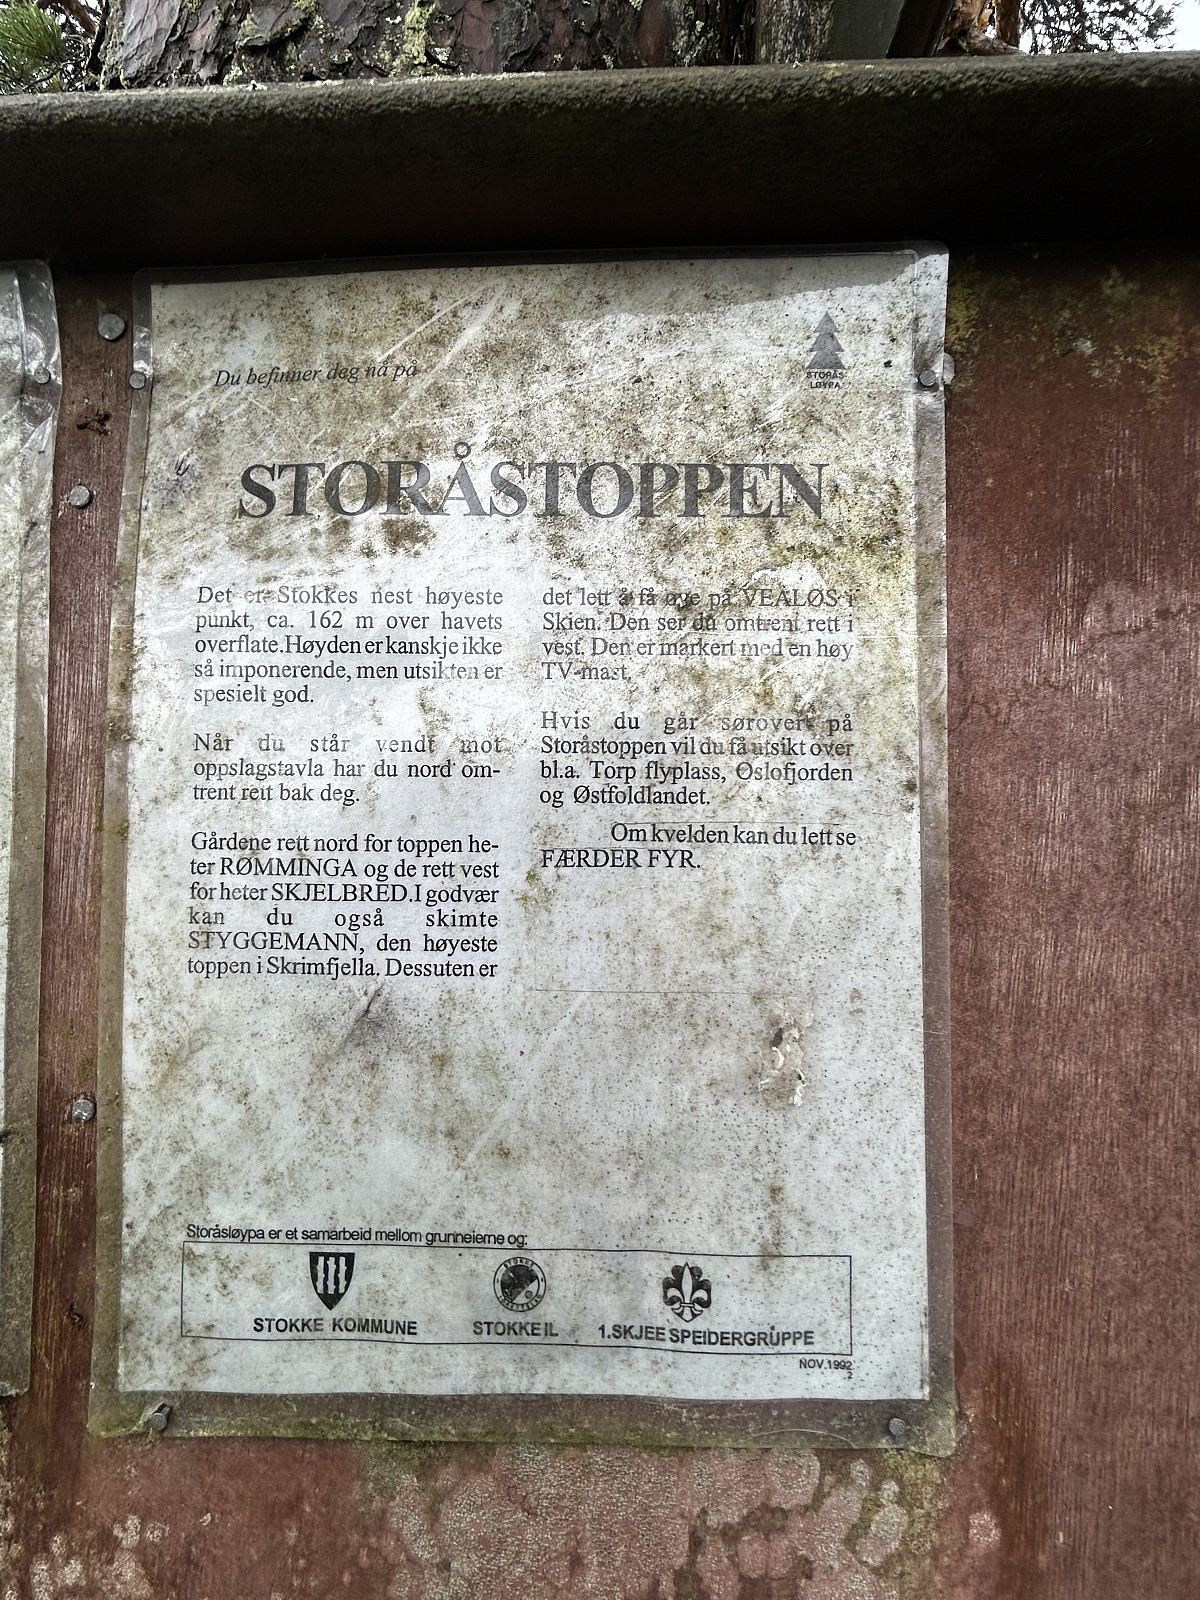 Du befinner deg nå på
STORÅS
LØYPA
STORÅSTOPPEN
Det er Stokkes nest høyeste
punkt, ca. 162 m over havets
overflate.Høyden er kanskje ikke
så imponerende, men utsikten er
spesielt god.
Når du står vendt mot
oppslagstavla har du nord om-
trent rett bak deg.
Gårdene rett nord for toppen he-
ter RØMMINGA og de rett vest
for heter SKJELBRED.I godvær
kan du også skimte
STYGGEMANN, den høyeste
toppen i Skrimfjella. Dessuten er
det lett å få øye på VEALØS i
Skien. Den ser du omtrent rett i
vest. Den er markert med en høy
TV-mast.
Hvis du går sørover på
Storåstoppen vil du få utsikt over
bl.a. Torp flyplass, Oslofjorden
og Østfoldlandet.
Om kvelden kan du lett se
FÆRDER FYR.
Storåsløypa er et samarbeid mellom grunneierne og:
STOKKE
STOKKE KOMMUNE
STOKKE IL
1.SKJEE SPEIDERGRUPPE
NOV.1992
2